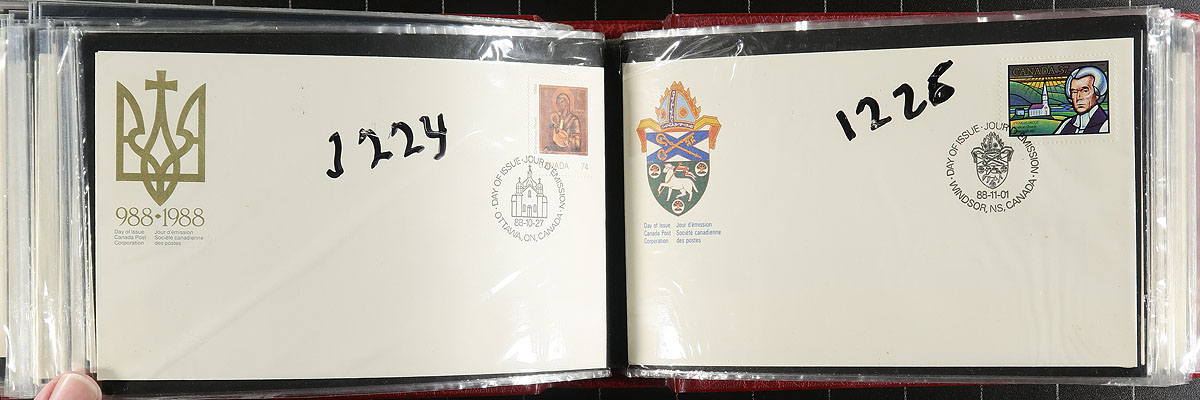 988·1988
Day of Issue
Canada Post
Corporation
Jour d'émission
Société canadienne
des postes
1224
CANADA 74
DAY OF ISSUE · JOUR D'ÉMISSION
88-10-27
OTTAWA, ON, CANADA
Day of Issue
Canada Post
Corporation
Jour d'émission
Société canadienne
des postes
1226
CANADA 37
DAY OF ISSUE · JOUR D'ÉMISSION
88-11-01
WINDSOR, NS, CANADA